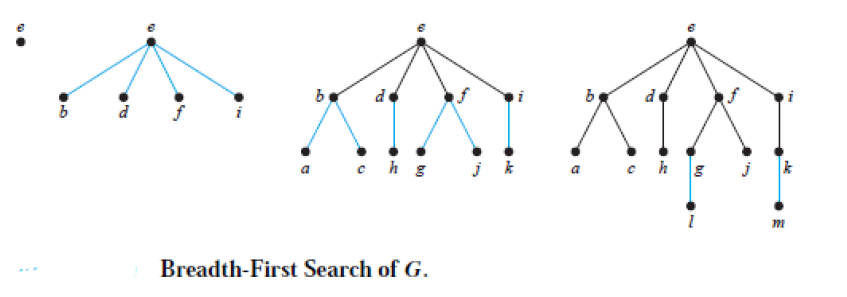 e e e e
b d f i
b d f i
b d f i
a c h g j k
a c h g j k
l m
Breadth-First Search of G.